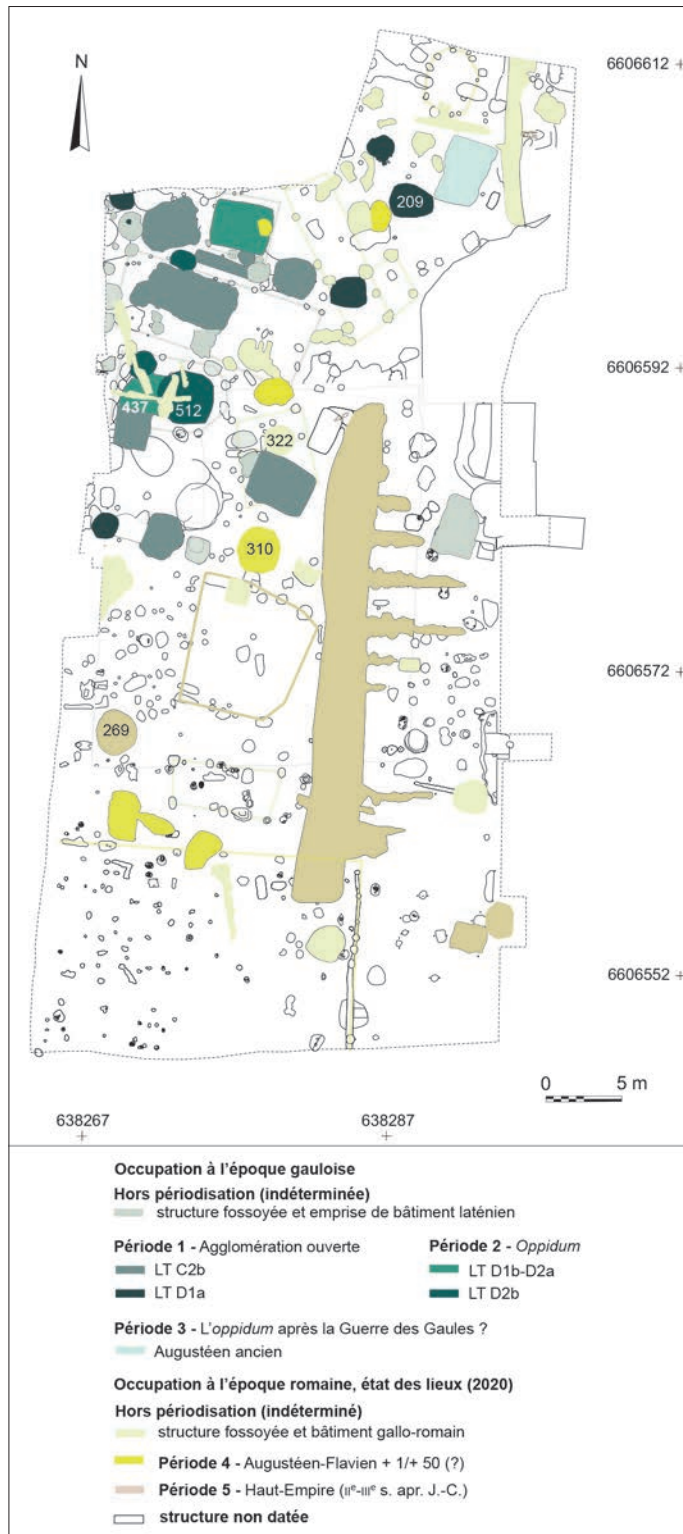 N
6606612
209
6606592
437
512
322
310
6606572
269
6606552
0 5 m
638267 638287
Occupation à l'époque gauloise
Hors périodisation (indéterminée)
structure fossoyée et emprise de bâtiment laténien
Période 1 - Agglomération ouverte
LT C2b
LT D1a
Période 2 - Oppidum
LT D1b-D2a
LT D2b
Période 3 - L'oppidum après la Guerre des Gaules ?
Augustéen ancien
Occupation à l'époque romaine, état des lieux (2020)
Hors périodisation (indéterminé)
structure fossoyée et bâtiment gallo-romain
Période 4 - Augustéen-Flavien + 1/+ 50 (?)
Période 5 - Haut-Empire (IIe-IIIe s. apr. J.-C.)
structure non datée